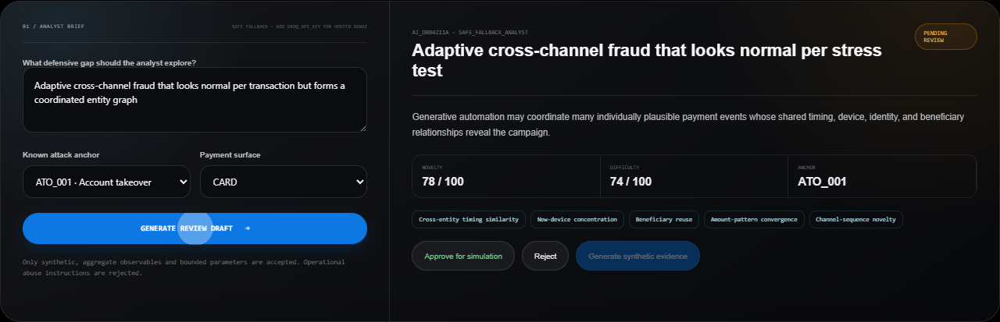 01 / ANALYST BRIEF
SAFE FALLBACK · ADD GROQ_API_KEY FOR HOSTED GENAI
What defensive gap should the analyst explore?
Adaptive cross-channel fraud that looks normal per transaction but forms a
coordinated entity graph
Known attack anchor
Payment surface
ATO_001 · Account takeover
CARD
GENERATE REVIEW DRAFT →
Only synthetic, aggregate observables and bounded parameters are accepted. Operational
abuse instructions are rejected.
AI_D084211A · SAFE_FALLBACK_ANALYST
PENDING
REVIEW
Adaptive cross-channel fraud that looks normal per stress
test
Generative automation may coordinate many individually plausible payment events whose shared timing, device, identity, and beneficiary
relationships reveal the campaign.
NOVELTY
78 / 100
DIFFICULTY
74 / 100
ANCHOR
ATO_001
Cross-entity timing similarity
New-device concentration
Beneficiary reuse
Amount-pattern convergence
Channel-sequence novelty
Approve for simulation
Reject
Generate synthetic evidence